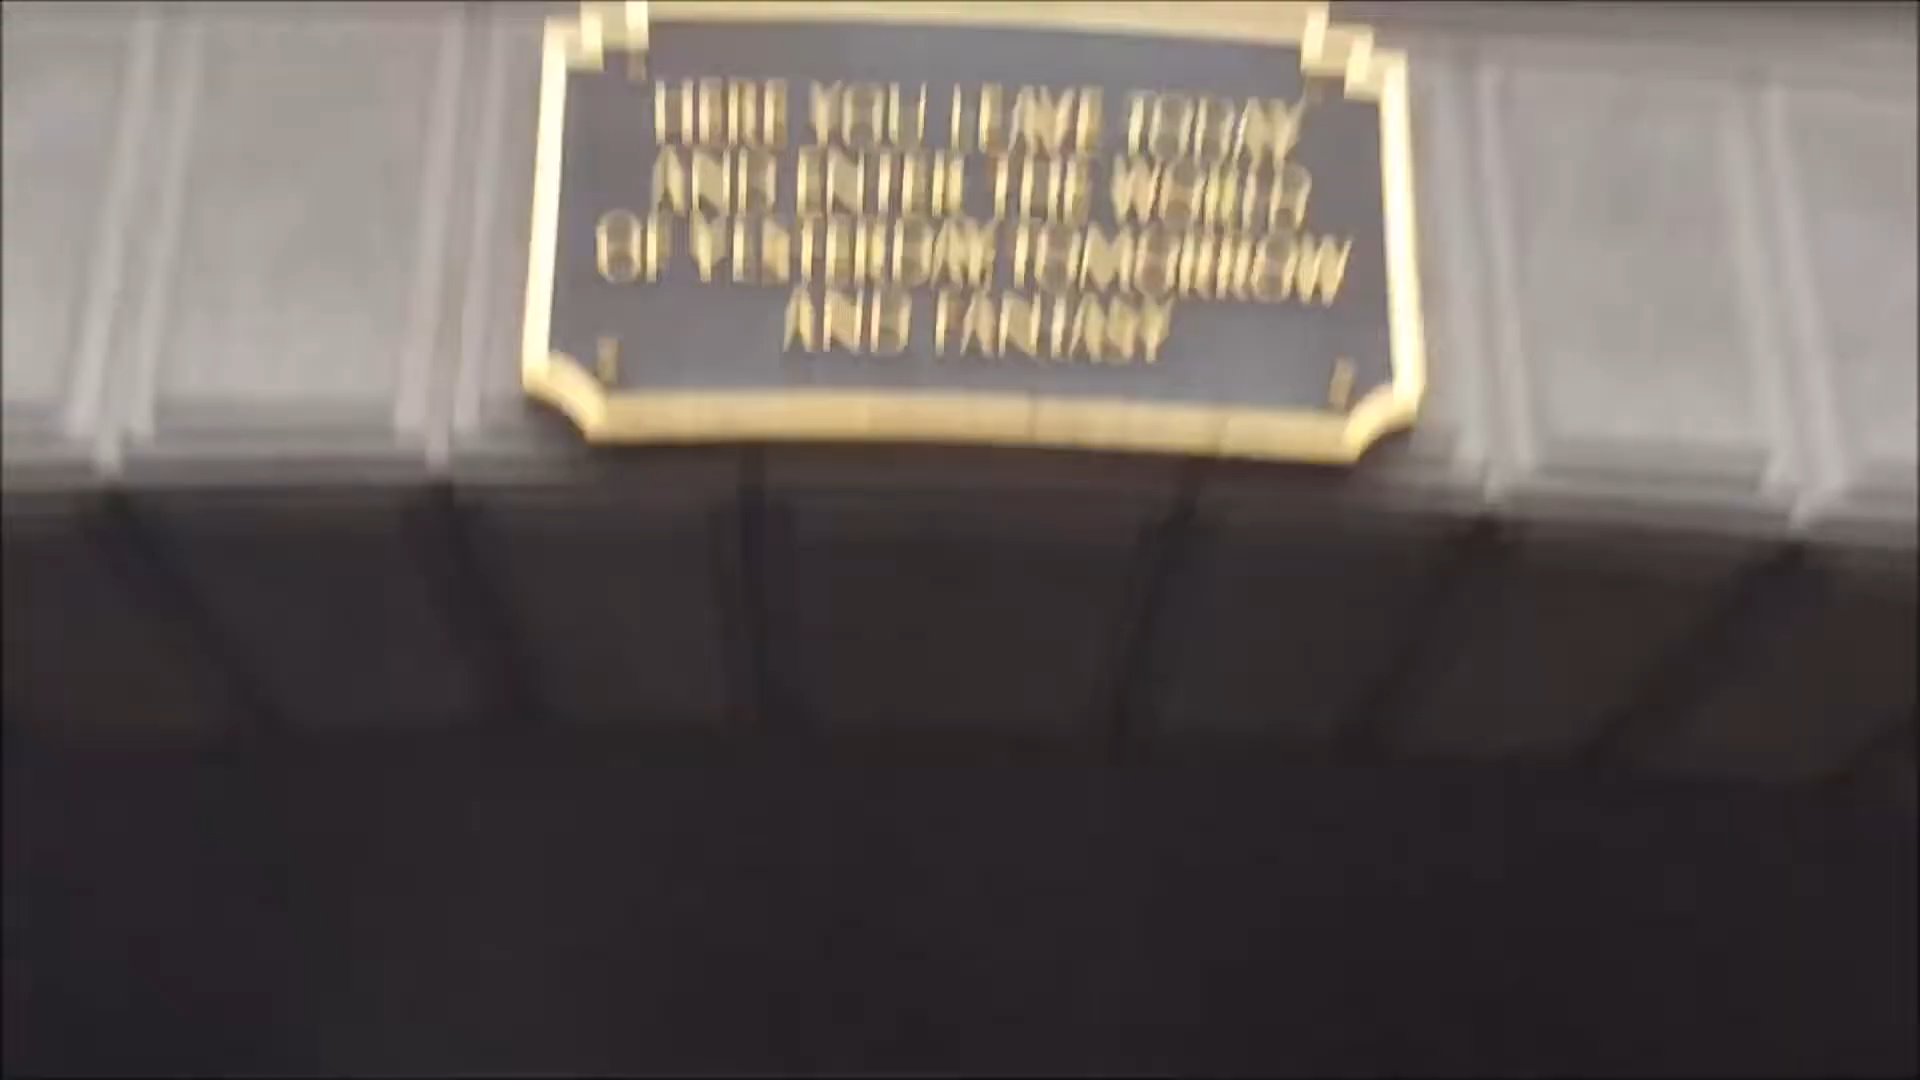 HERE YOU LEAVE TODAY
AND ENTER THE WORLD
OF YESTERDAY, TOMORROW
AND FANTASY